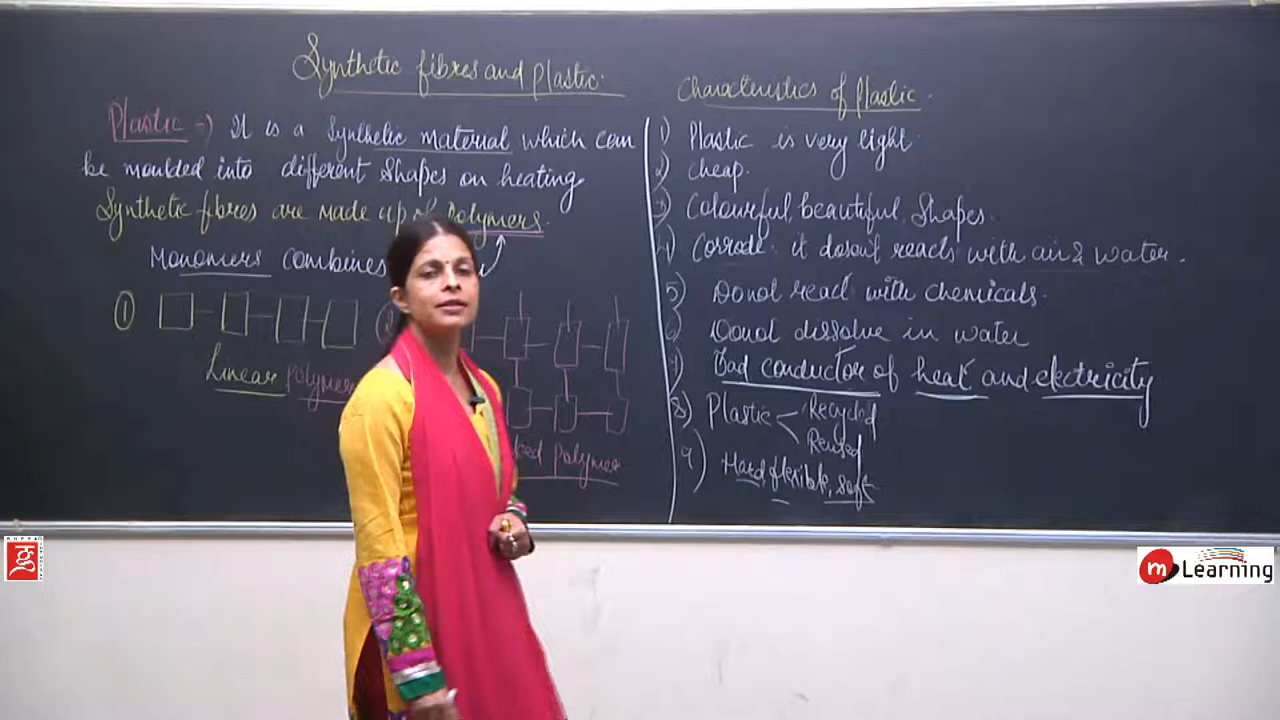 Synthetic fibres and Plastic:
Plastic → It is a Synthetic material which can
be moulded into different Shapes on heating
Synthetic fibres are made up of Polymers.
Monomers combines
① 
Linear polymer
ked polymer
Characteristics of Plastic.
1) Plastic is very light.
2) Cheap.
3) Colourful, beautiful, Shapes.
4) Corrode: it doesn't reacts with air & water.
5) Donot react with chemicals.
6) Donot dissolve in water
7) Bad conductor of heat and electricity
8) Plastic Recycled
Reused
9) Hard, flexible, soft
m Learning